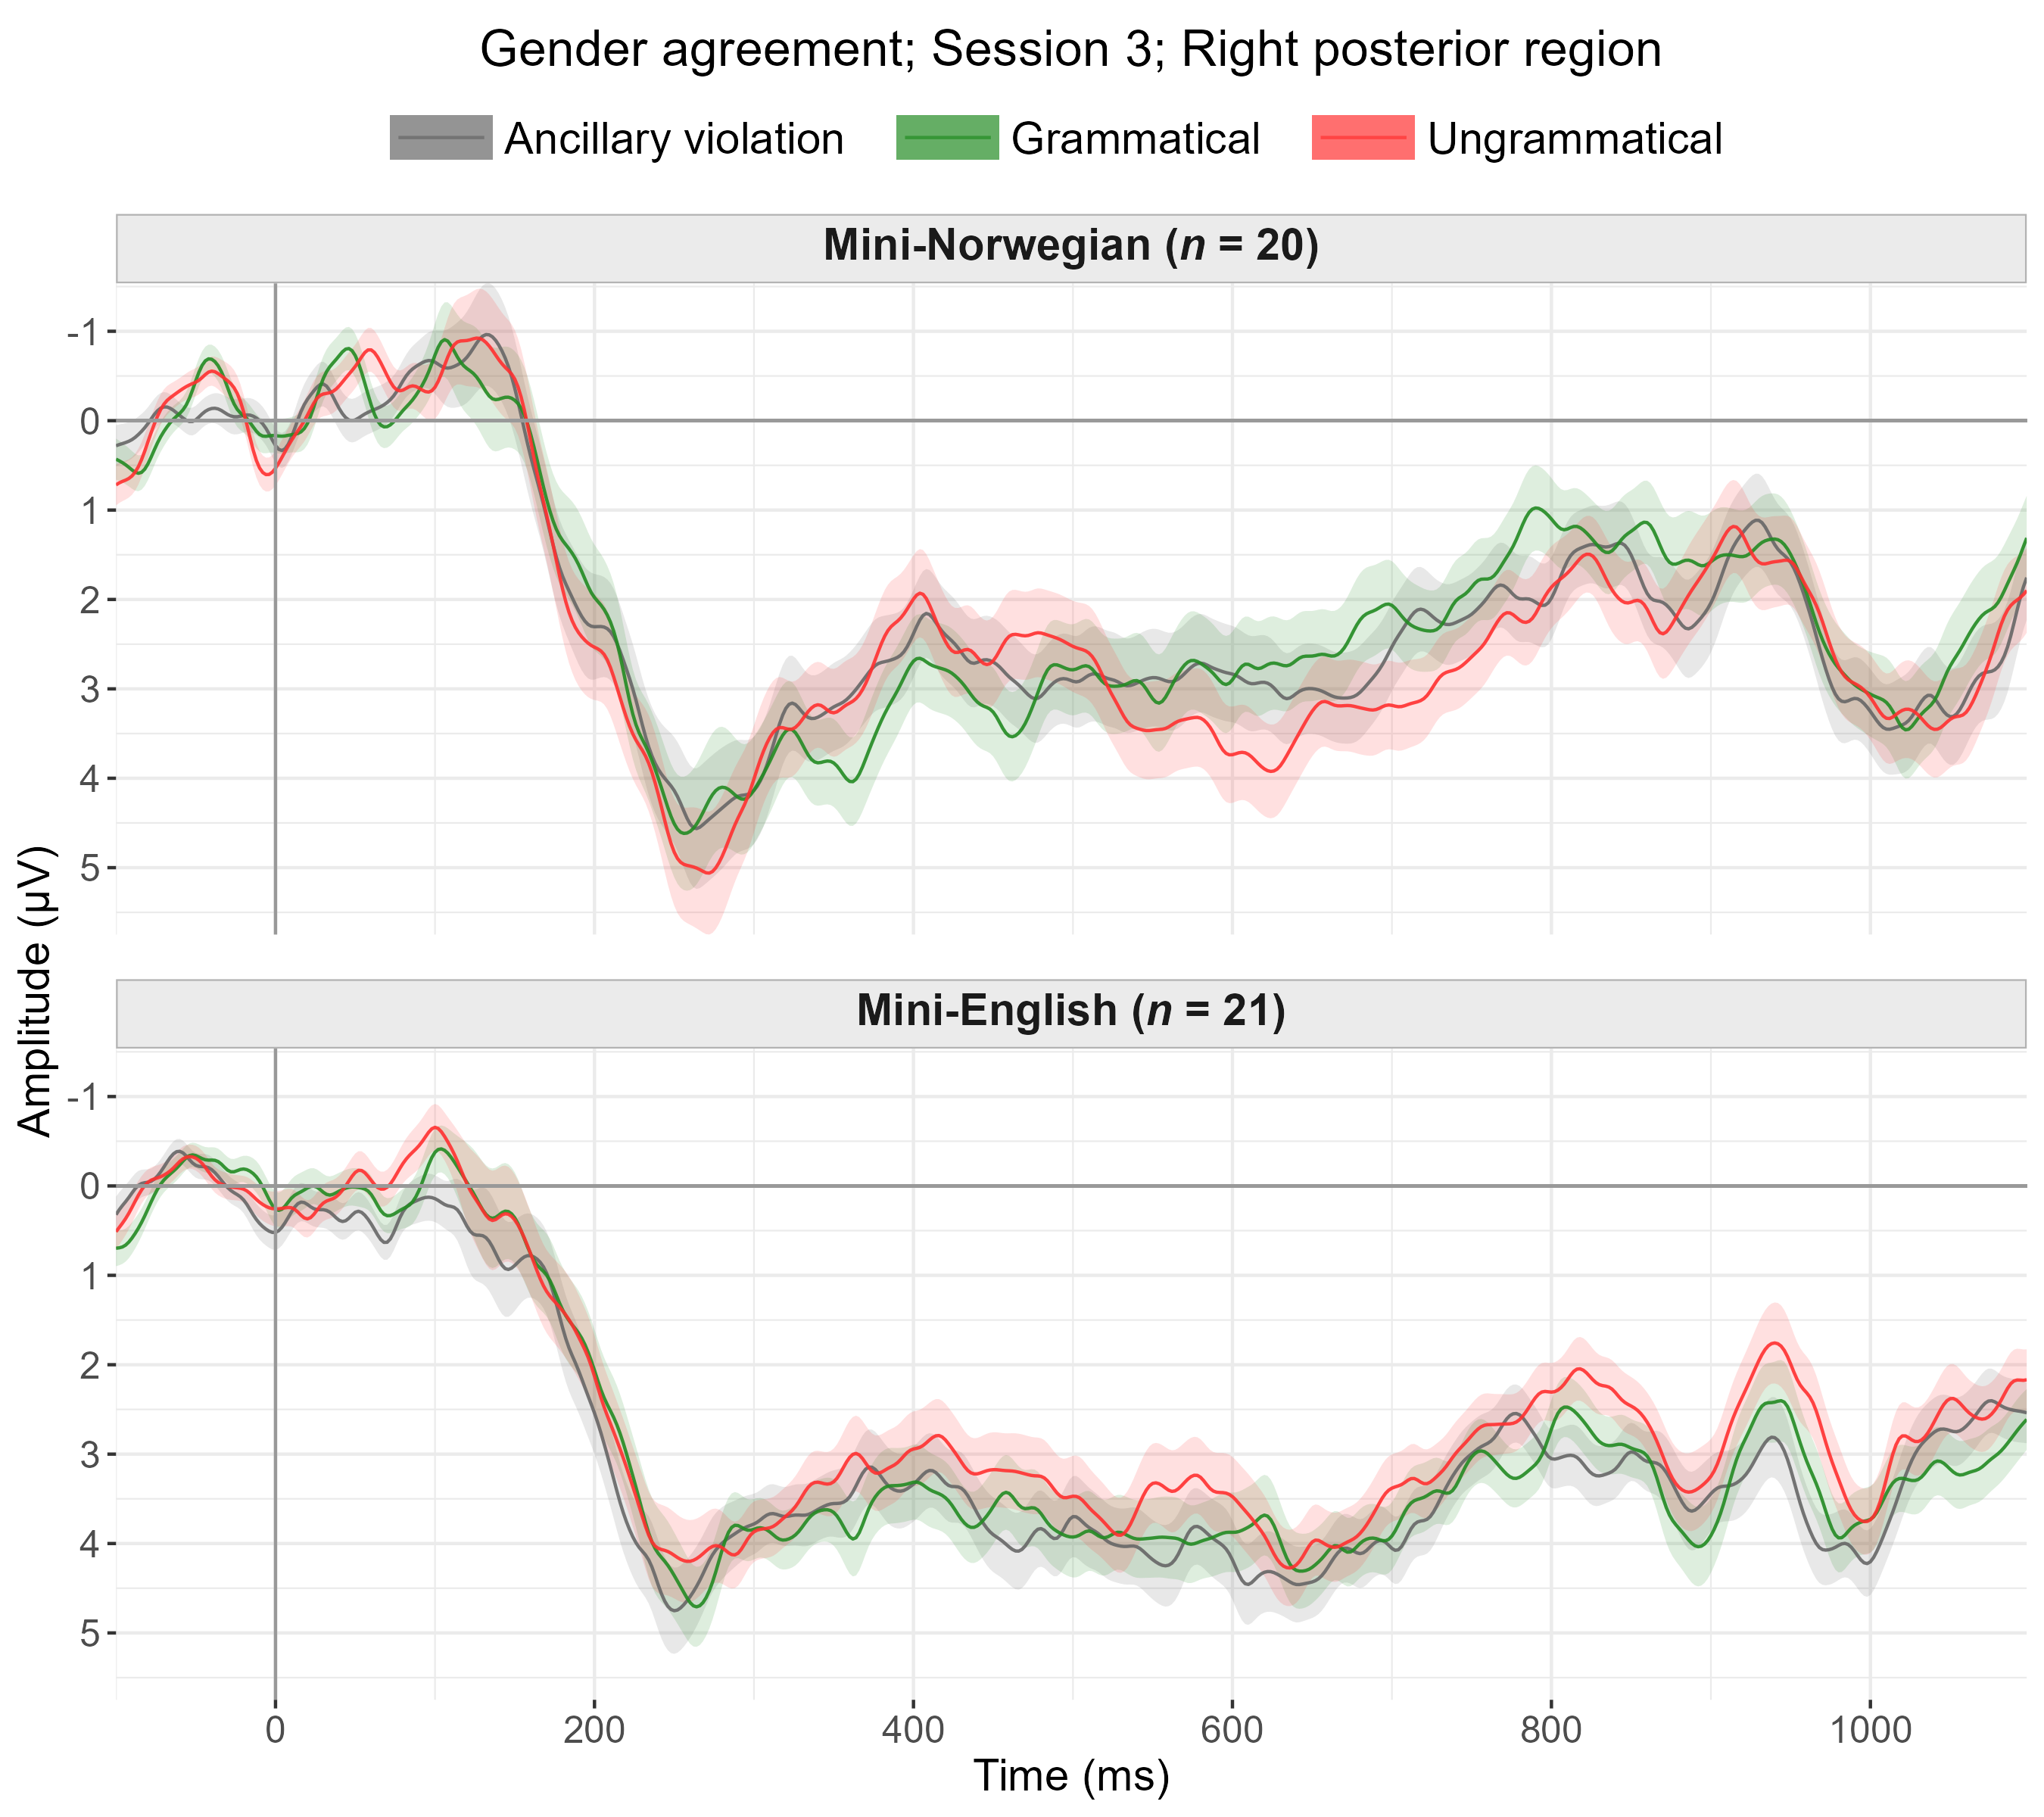 Gender agreement; Session 3; Right posterior region
Ancillary violation Grammatical Ungrammatical
Mini-Norwegian (n = 20)
-1
0
1
2
3
4
5
Amplitude (µV)
Mini-English (n = 21)
-1
0
1
2
3
4
5
0 200 400 600 800 1000
Time (ms)